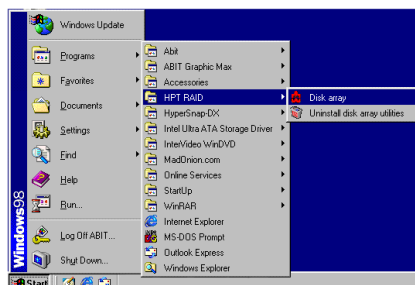 Windows Update
Programs
Favorites
Documents
Settings
Find
Help
Run...
Log Off ABIT...
Shut Down...
Windows98
Start
Abit
ABIT Graphic Max
Accessories
HPT RAID
HyperSnap-DX
Intel Ultra ATA Storage Driver
InterVideo WinDVD
MadOnion.com
Online Services
StartUp
WinRAR
Internet Explorer
MS-DOS Prompt
Outlook Express
Windows Explorer
Disk array
Uninstall disk array utilities